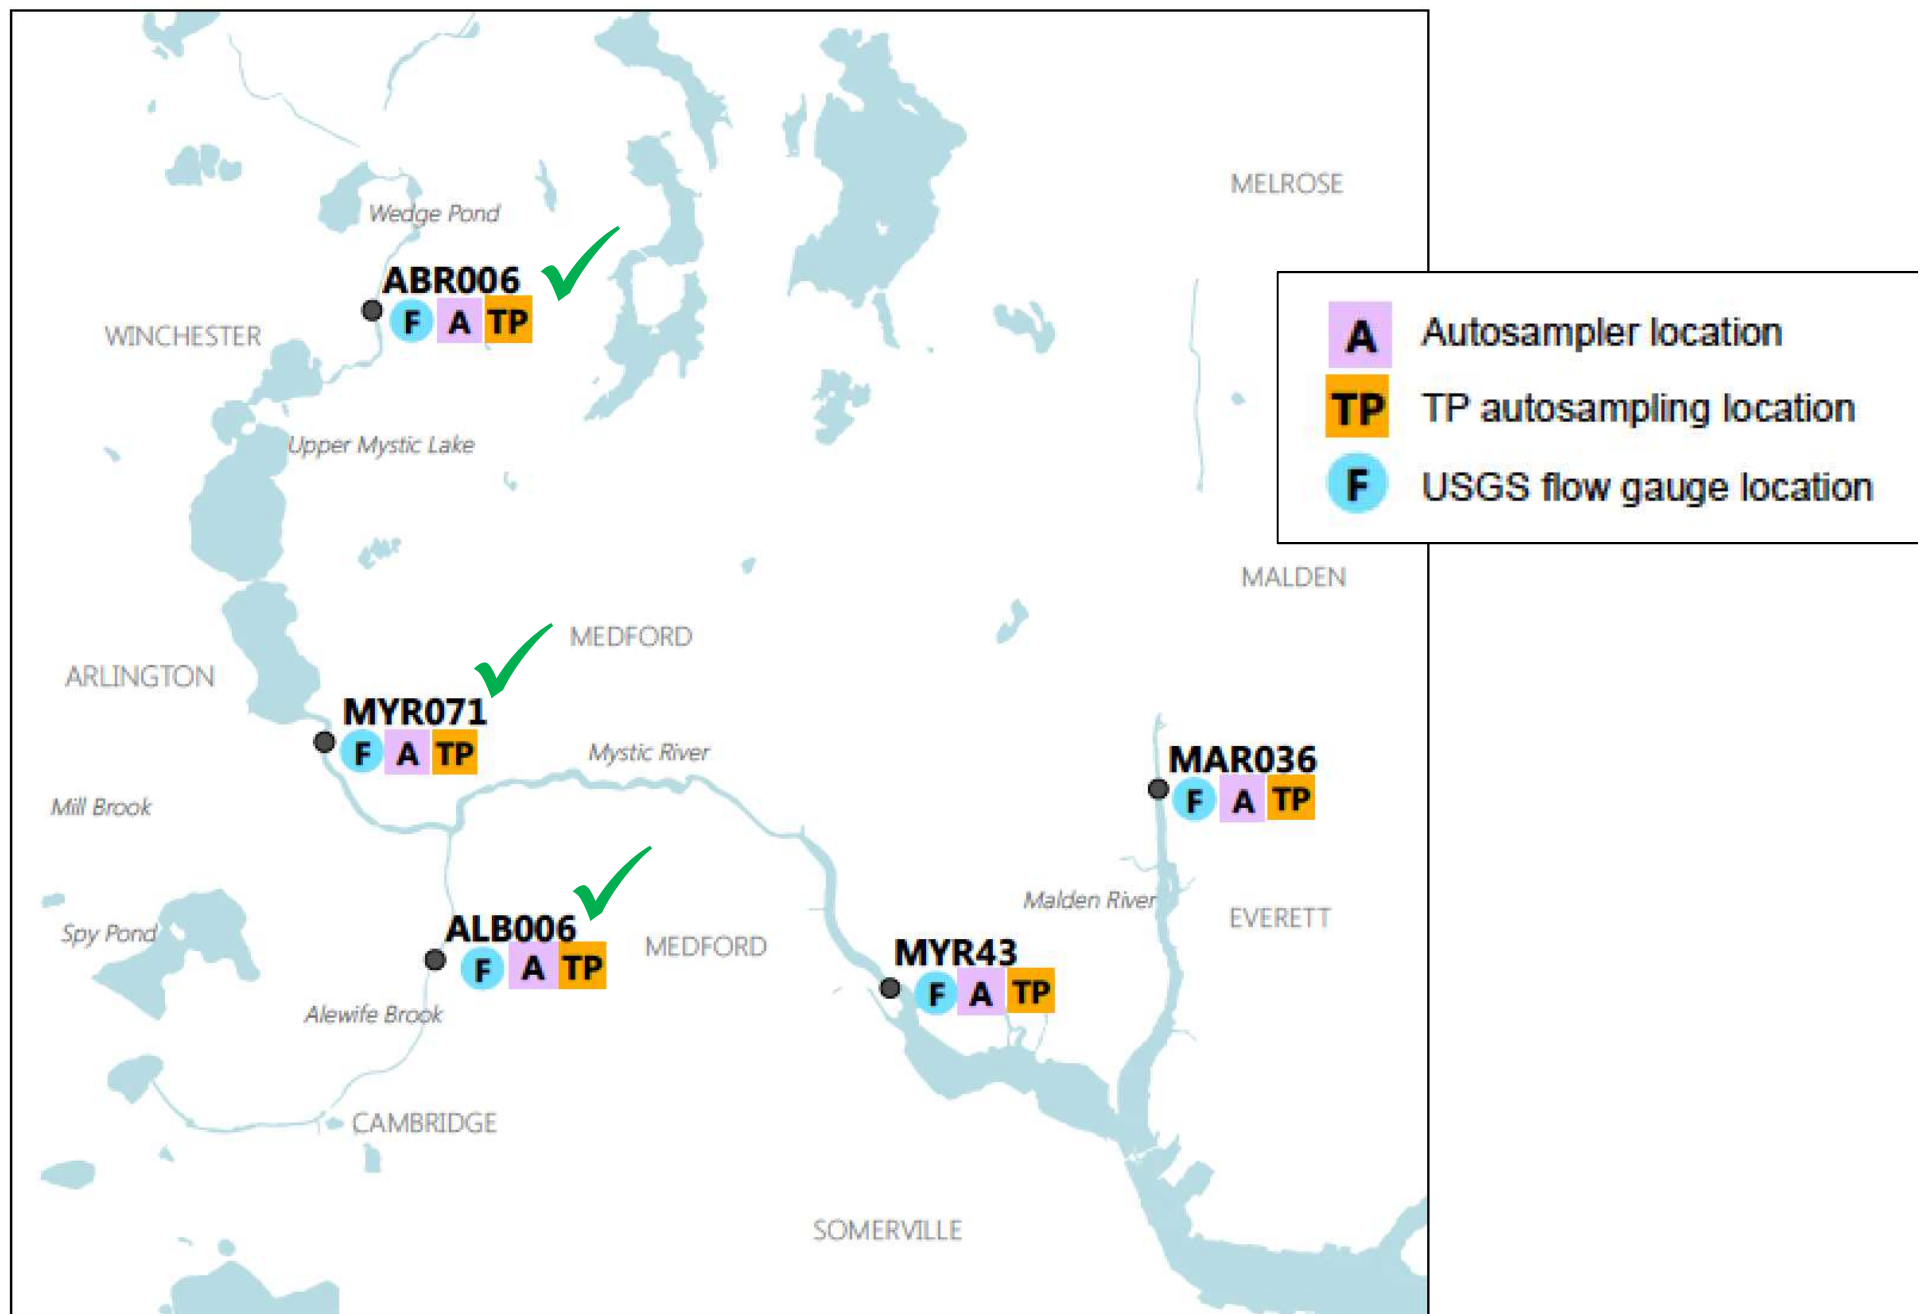 MELROSE
Wedge Pond
ABR006
F A TP
WINCHESTER
A Autosampler location
TP TP autosampling location
F USGS flow gauge location
Upper Mystic Lake
MALDEN
MEDFORD
ARLINGTON
MYR071
F A TP
Mystic River
MAR036
F A TP
Mill Brook
Malden River
EVERETT
ALB006
F A TP
Spy Pond
MEDFORD
MYR43
F A TP
Alewife Brook
CAMBRIDGE
SOMERVILLE